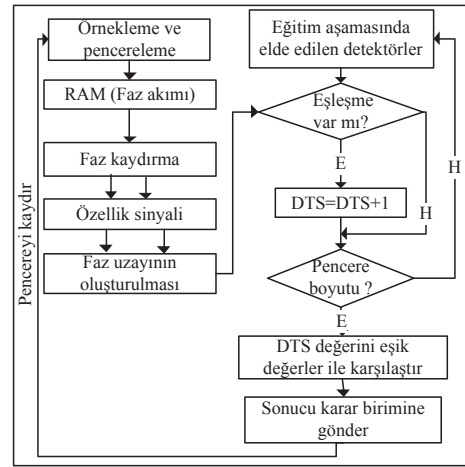 Örnekleme ve
pencereleme
RAM (Faz akımı)
Faz kaydırma
Özellik sinyali
Faz uzayının
oluşturulması
Pencereyi kaydır
Eğitim aşamasında
elde edilen detektörler
Eşleşme
var mı?
E
H
DTS=DTS+1
H
Pencere
boyutu ?
E
DTS değerini eşik
değerler ile karşılaştır
Sonucu karar birimine
gönder